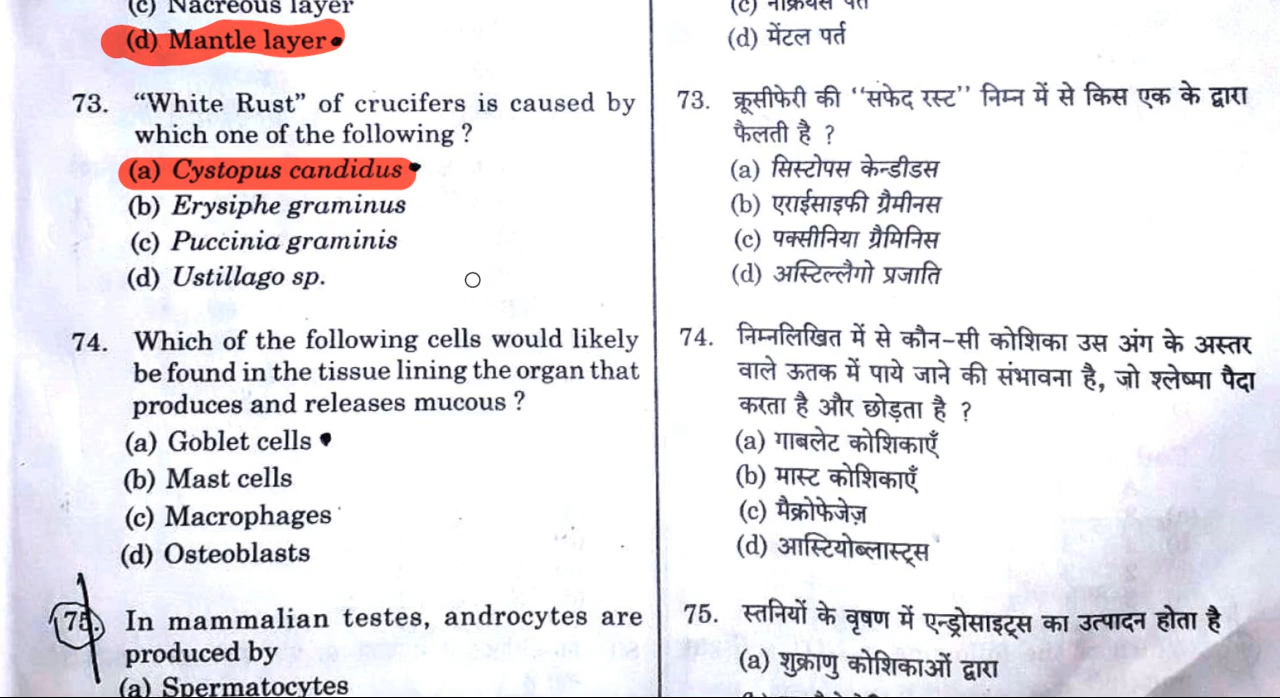 (c) Nacreous layer
(d) Mantle layer
73. "White Rust" of crucifers is caused by
which one of the following ?
(a) Cystopus candidus
(b) Erysiphe graminus
(c) Puccinia graminis
(d) Ustillago sp.
74. Which of the following cells would likely
be found in the tissue lining the organ that
produces and releases mucous ?
(a) Goblet cells
(b) Mast cells
(c) Macrophages
(d) Osteoblasts
75. In mammalian testes, androcytes are
produced by
(a) Spermatocytes
(c) नेक्रियस पर्त
(d) मेंटल पर्त
73. क्रूसीफेरी की ''सफेद रस्ट'' निम्न में से किस एक के द्वारा
फैलती है ?
(a) सिस्टोपस केन्डीडस
(b) एराईसाइफी ग्रैमीनस
(c) पक्सीनिया ग्रैमिनिस
(d) अस्टिल्लैगो प्रजाति
74. निम्नलिखित में से कौन-सी कोशिका उस अंग के अस्तर
वाले ऊतक में पाये जाने की संभावना है, जो श्लेष्मा पैदा
करता है और छोड़ता है ?
(a) गाबलेट कोशिकाएँ
(b) मास्ट कोशिकाएँ
(c) मैक्रोफेजेज़
(d) आस्टियोब्लास्ट्स
75. स्तनियों के वृषण में एन्ड्रोसाइट्स का उत्पादन होता है
(a) शुक्राणु कोशिकाओं द्वारा